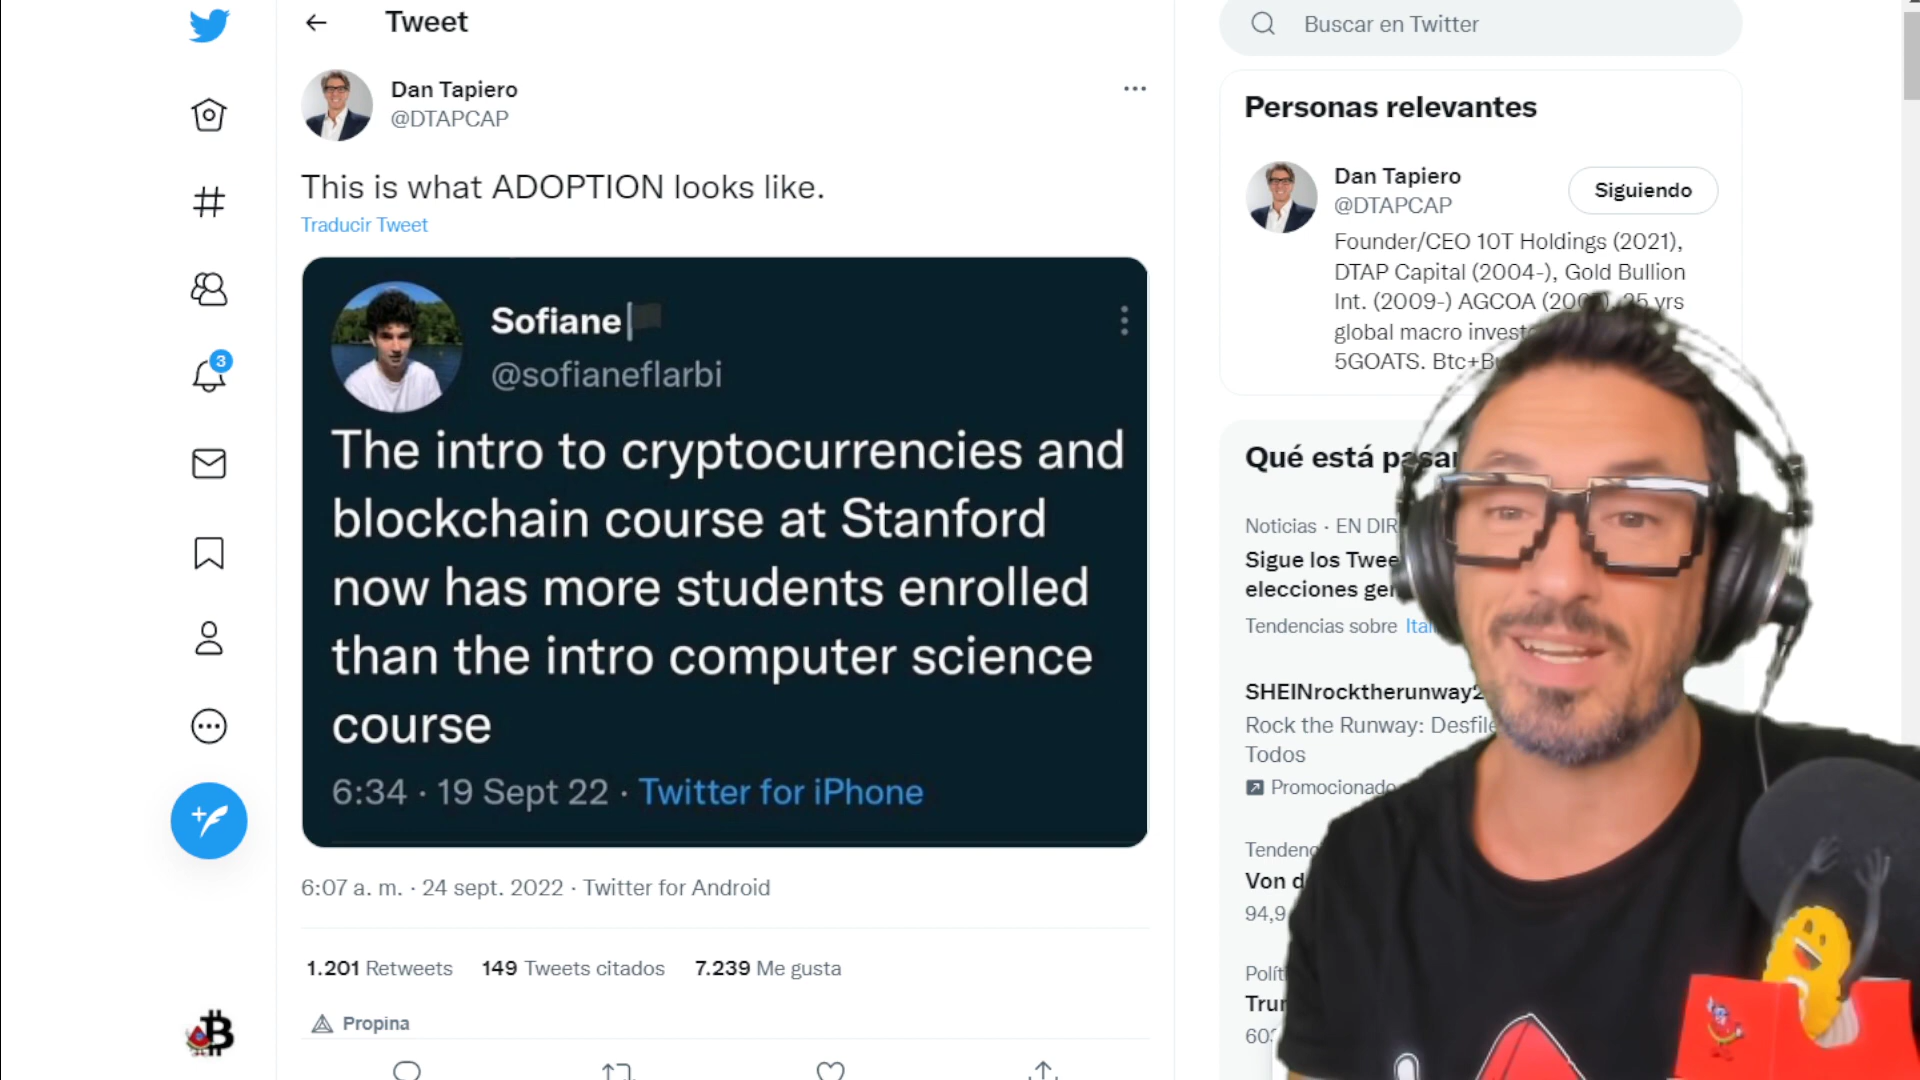 Tweet
Dan Tapiero
@DTAPCAP
This is what ADOPTION looks like.
Traducir Tweet
Sofiane
@sofianeflarbi
The intro to cryptocurrencies and
blockchain course at Stanford
now has more students enrolled
than the intro computer science
course
6:34 · 19 Sept 22 · Twitter for iPhone
6:07 a. m. · 24 sept. 2022 · Twitter for Android
1.201 Retweets 149 Tweets citados 7.239 Me gusta
Propina
3
Buscar en Twitter
Personas relevantes
Dan Tapiero
@DTAPCAP
Siguiendo
Founder/CEO 10T Holdings (2021),
DTAP Capital (2004-), Gold Bullion
Int. (2009-) AGCOA 25 yrs
global macro
5GOATS.
Qué está
Noticias · EN
Sigue los
elecciones
Tendencias sobre
SHEINrocktherunway2
Rock the Runway:
Todos
Promocionado
Von
94,9